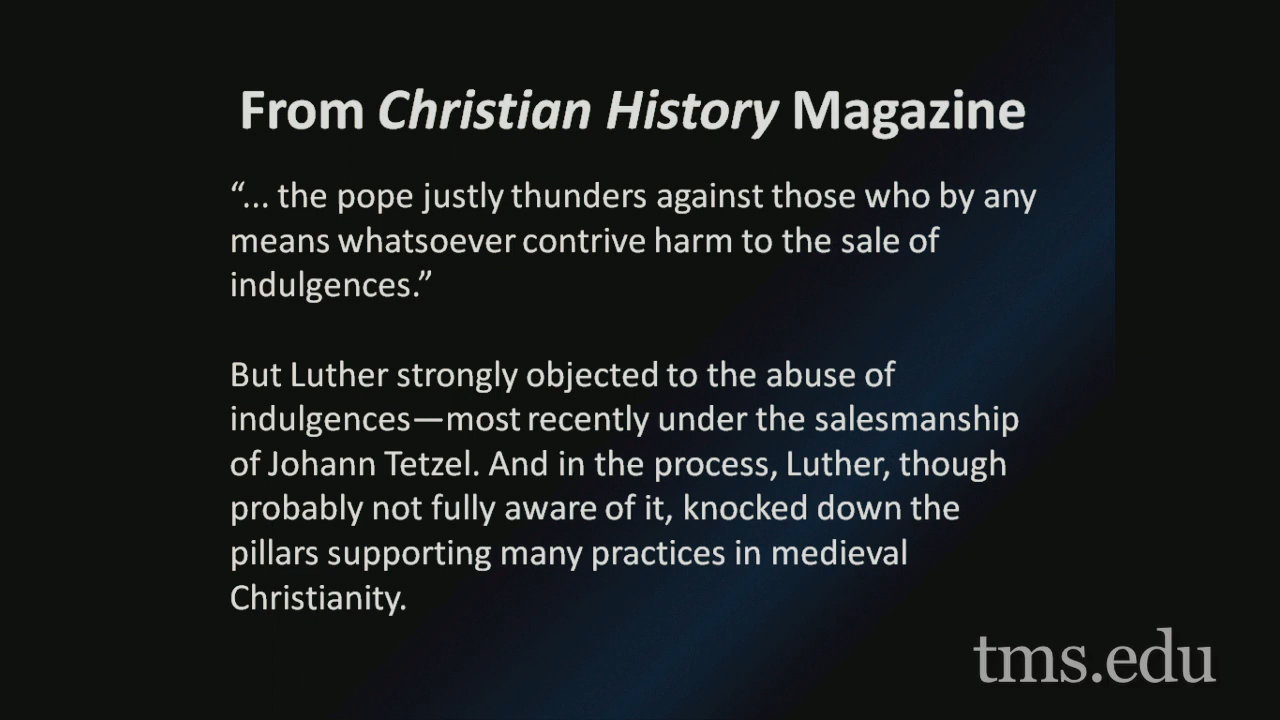 From Christian History Magazine
“... the pope justly thunders against those who by any
means whatsoever contrive harm to the sale of
indulgences.”
But Luther strongly objected to the abuse of
indulgences—most recently under the salesmanship
of Johann Tetzel. And in the process, Luther, though
probably not fully aware of it, knocked down the
pillars supporting many practices in medieval
Christianity.
tms.edu